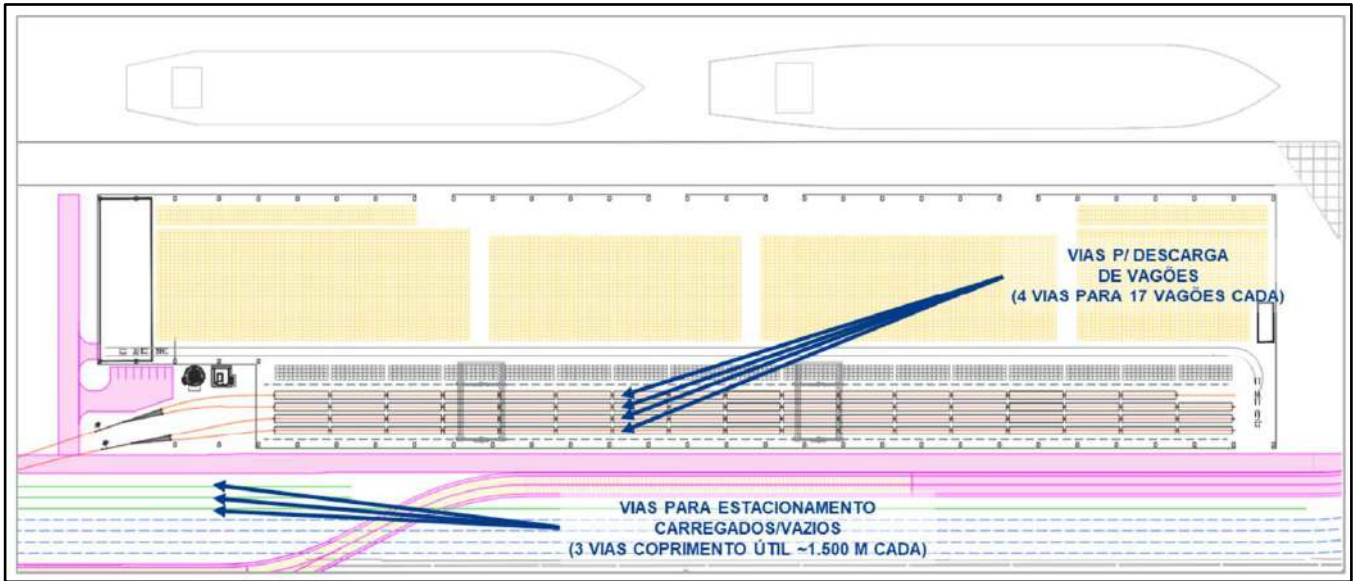 VIAS P/ DESCARGA
DE VAGÕES
(4 VIAS PARA 17 VAGÕES CADA)
VIAS PARA ESTACIONAMENTO
CARREGADOS/VAZIOS
(3 VIAS COPRIMENTO ÚTIL ~1.500 M CADA)